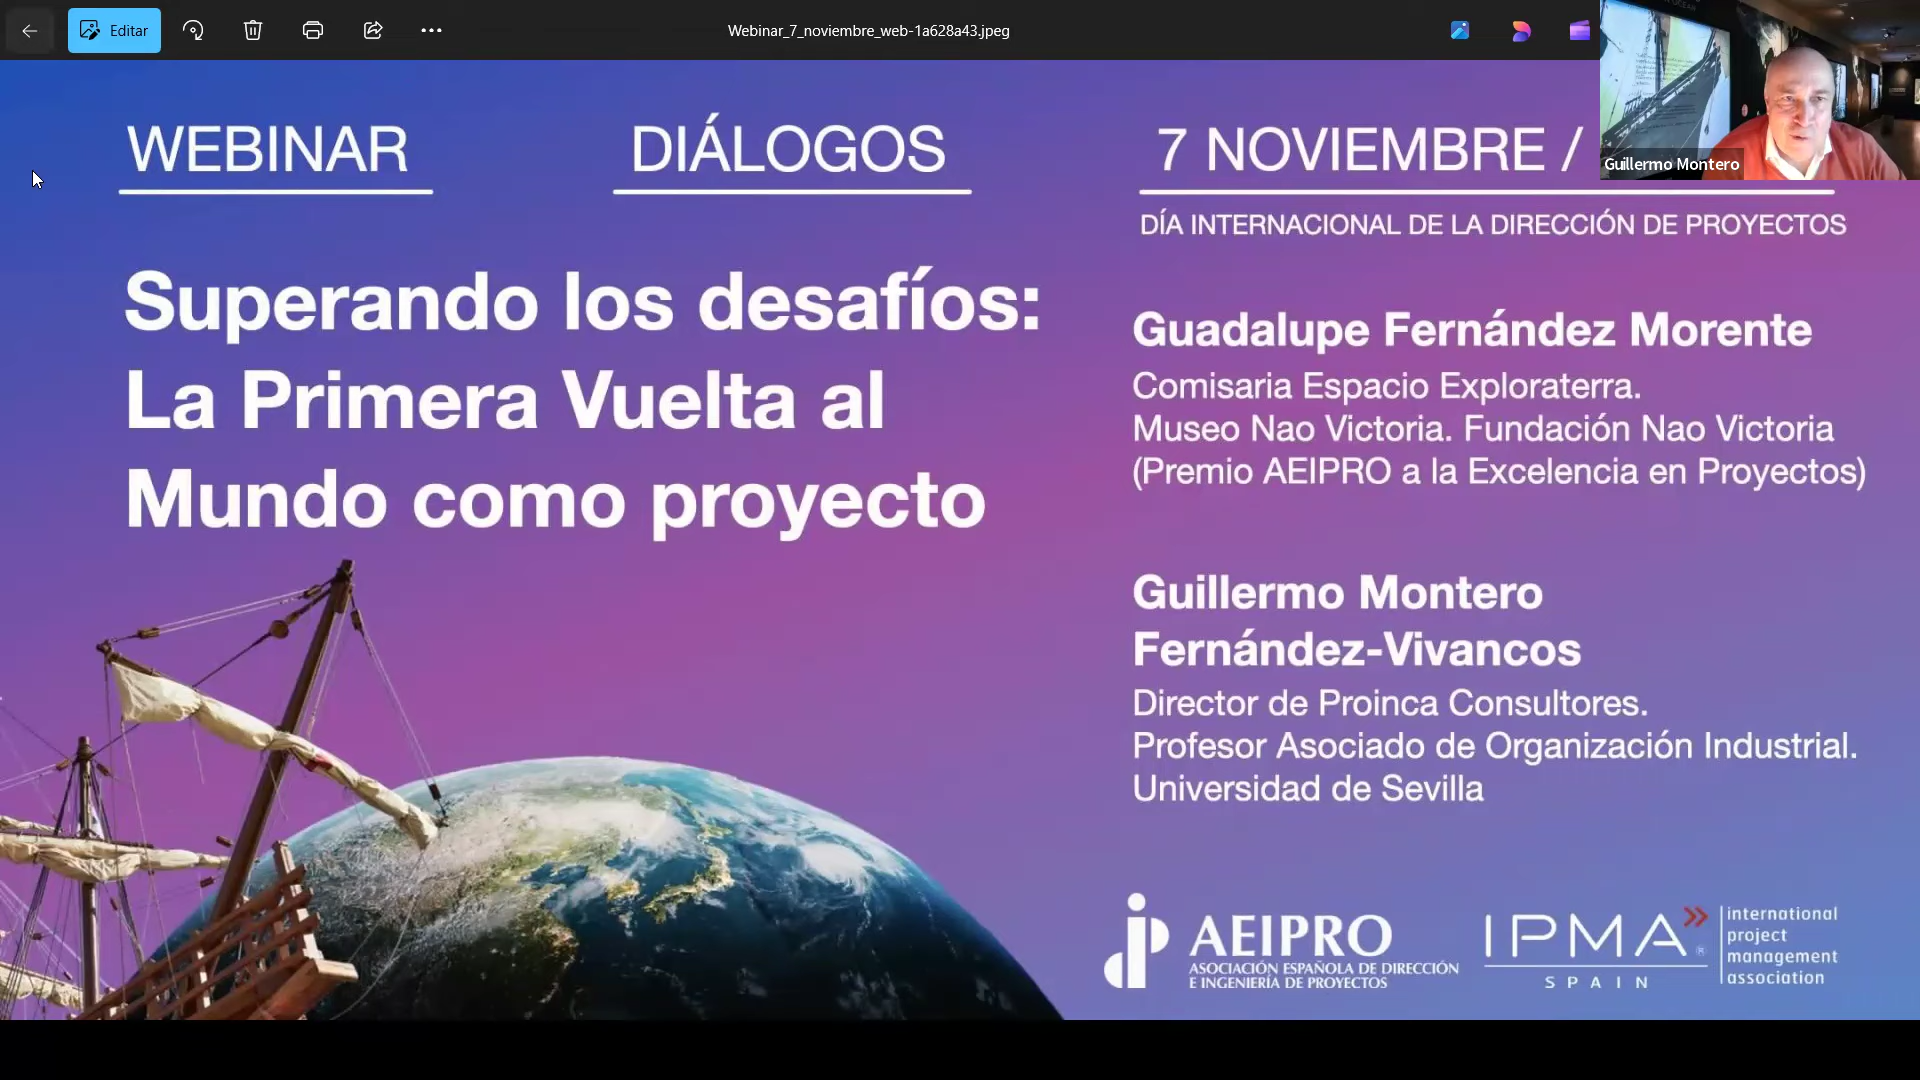 Editar
Webinar_7_noviembre_web-1a628a43.jpeg
Guillermo Montero
WEBINAR
DIÁLOGOS
7 NOVIEMBRE /
DÍA INTERNACIONAL DE LA DIRECCIÓN DE PROYECTOS
Superando los desafíos:
La Primera Vuelta al
Mundo como proyecto
Guadalupe Fernández Morente
Comisaria Espacio Exploraterra.
Museo Nao Victoria. Fundación Nao Victoria
(Premio AEIPRO a la Excelencia en Proyectos)
Guillermo Montero
Fernández-Vivancos
Director de Proinca Consultores.
Profesor Asociado de Organización Industrial.
Universidad de Sevilla
AEIPRO
ASOCIACIÓN ESPAÑOLA DE DIRECCIÓN
E INGENIERÍA DE PROYECTOS
IPMA
®
SPAIN
international
project
management
association